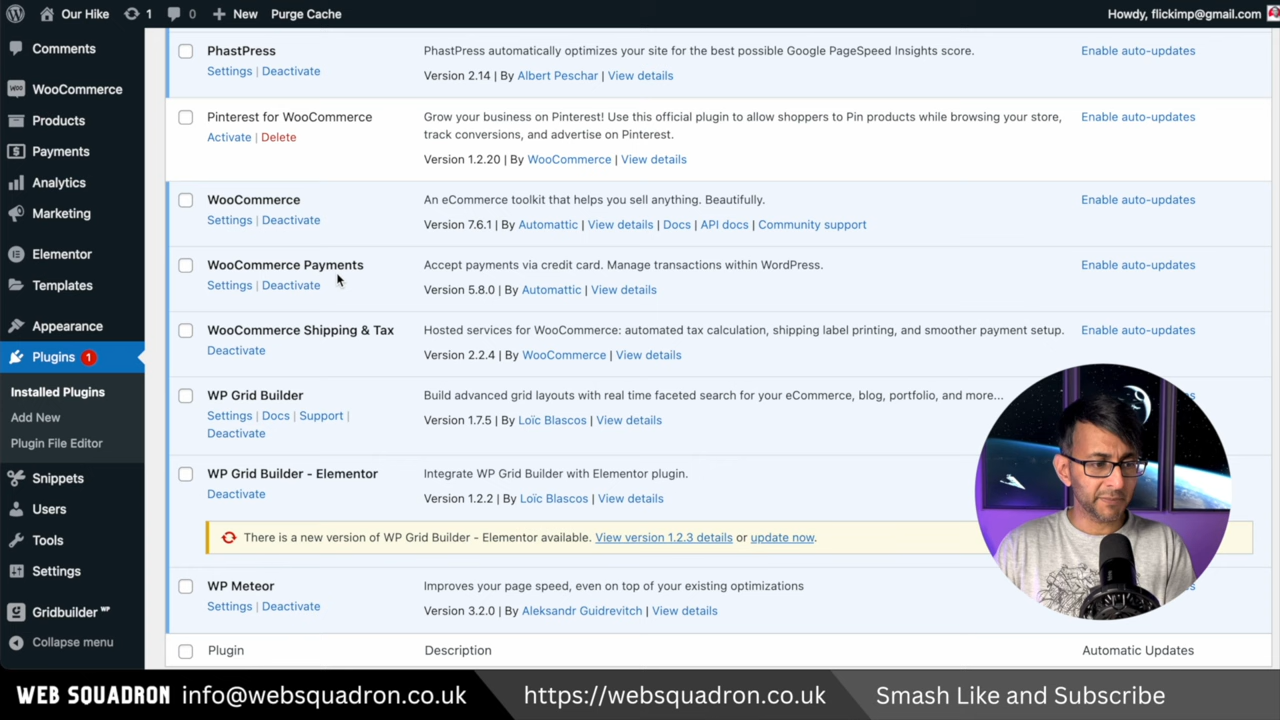 Our Hike
1
0
New
Purge Cache
Howdy, flickimp@gmail.com
Comments
WooCommerce
Products
Payments
Analytics
Marketing
Elementor
Templates
Appearance
Plugins 1
Installed Plugins
Add New
Plugin File Editor
Snippets
Users
Tools
Settings
Gridbuilder WP
Collapse menu
PhastPress
Settings | Deactivate
PhastPress automatically optimizes your site for the best possible Google PageSpeed Insights score.
Version 2.14 | By Albert Peschar | View details
Enable auto-updates
Pinterest for WooCommerce
Activate | Delete
Grow your business on Pinterest! Use this official plugin to allow shoppers to Pin products while browsing your store,
track conversions, and advertise on Pinterest.
Version 1.2.20 | By WooCommerce | View details
Enable auto-updates
WooCommerce
Settings | Deactivate
An eCommerce toolkit that helps you sell anything. Beautifully.
Version 7.6.1 | By Automattic | View details | Docs | API docs | Community support
Enable auto-updates
WooCommerce Payments
Settings | Deactivate
Accept payments via credit card. Manage transactions within WordPress.
Version 5.8.0 | By Automattic | View details
Enable auto-updates
WooCommerce Shipping & Tax
Deactivate
Hosted services for WooCommerce: automated tax calculation, shipping label printing, and smoother payment setup.
Version 2.2.4 | By WooCommerce | View details
Enable auto-updates
WP Grid Builder
Settings | Docs | Support |
Deactivate
Build advanced grid layouts with real time faceted search for your eCommerce, blog, portfolio, and more...
Version 1.7.5 | By Loïc Blascos | View details
WP Grid Builder - Elementor
Deactivate
Integrate WP Grid Builder with Elementor plugin.
Version 1.2.2 | By Loïc Blascos | View details
There is a new version of WP Grid Builder - Elementor available. View version 1.2.3 details or update now.
WP Meteor
Settings | Deactivate
Improves your page speed, even on top of your existing optimizations
Version 3.2.0 | By Aleksandr Guidrevitch | View details
Plugin
Description
Automatic Updates
WEB SQUADRON
info@websquadron.co.uk
https://websquadron.co.uk
Smash Like and Subscribe